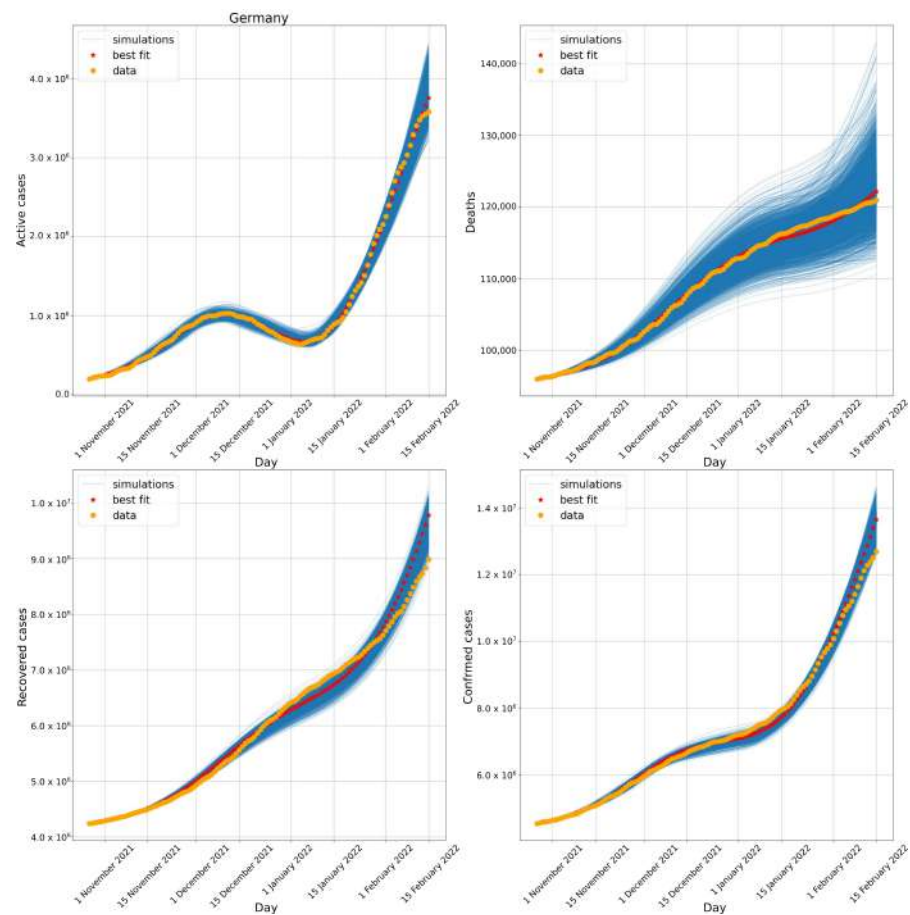 Germany
simulations
best fit
data
4.0 x 10⁶
3.0 x 10⁶
2.0 x 10⁶
1.0 x 10⁶
0.0
Active cases
1 November 2021
15 November 2021
1 December 2021
15 December 2021
1 January 2022
15 January 2022
1 February 2022
15 February 2022
Day
simulations
best fit
data
140,000
130,000
120,000
110,000
100,000
Deaths
1 November 2021
15 November 2021
1 December 2021
15 December 2021
1 January 2022
15 January 2022
1 February 2022
15 February 2022
Day
simulations
best fit
data
1.0 x 10⁷
9.0 x 10⁶
8.0 x 10⁶
7.0 x 10⁶
6.0 x 10⁶
5.0 x 10⁶
4.0 x 10⁶
Recovered cases
1 November 2021
15 November 2021
1 December 2021
15 December 2021
1 January 2022
15 January 2022
1 February 2022
15 February 2022
Day
simulations
best fit
data
1.4 x 10⁷
1.2 x 10⁷
1.0 x 10⁷
8.0 x 10⁶
6.0 x 10⁶
Confrmed cases
1 November 2021
15 November 2021
1 December 2021
15 December 2021
1 January 2022
15 January 2022
1 February 2022
15 February 2022
Day